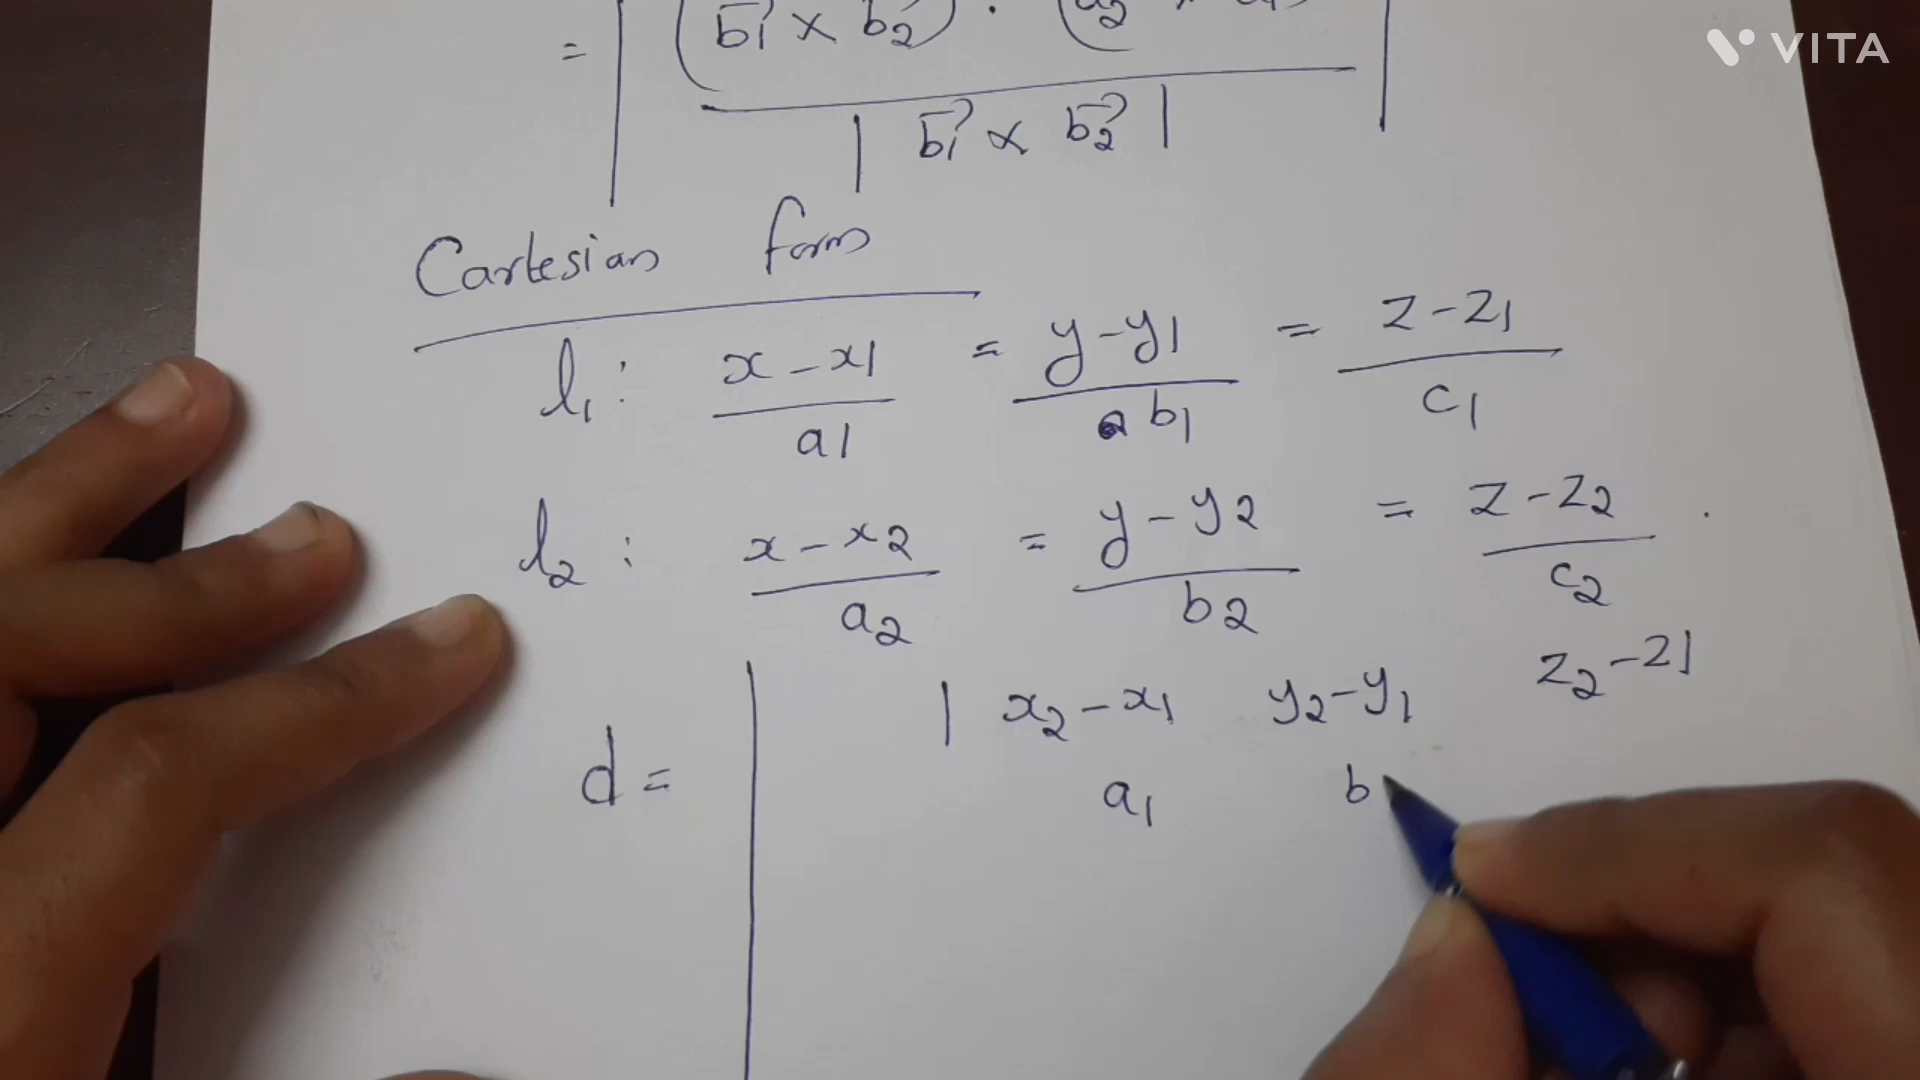 VITA
= | (b₁⃗ × b₂⃗) · (a₂
| b₁⃗ × b₂⃗ | |
Cartesian form
l₁ : x - x₁ / a₁ = y - y₁ / b₁ = z - z₁ / c₁
l₂ : x - x₂ / a₂ = y - y₂ / b₂ = z - z₂ / c₂ .
d = | | x₂ - x₁ y₂ - y₁ z₂ - z₁
a₁ b